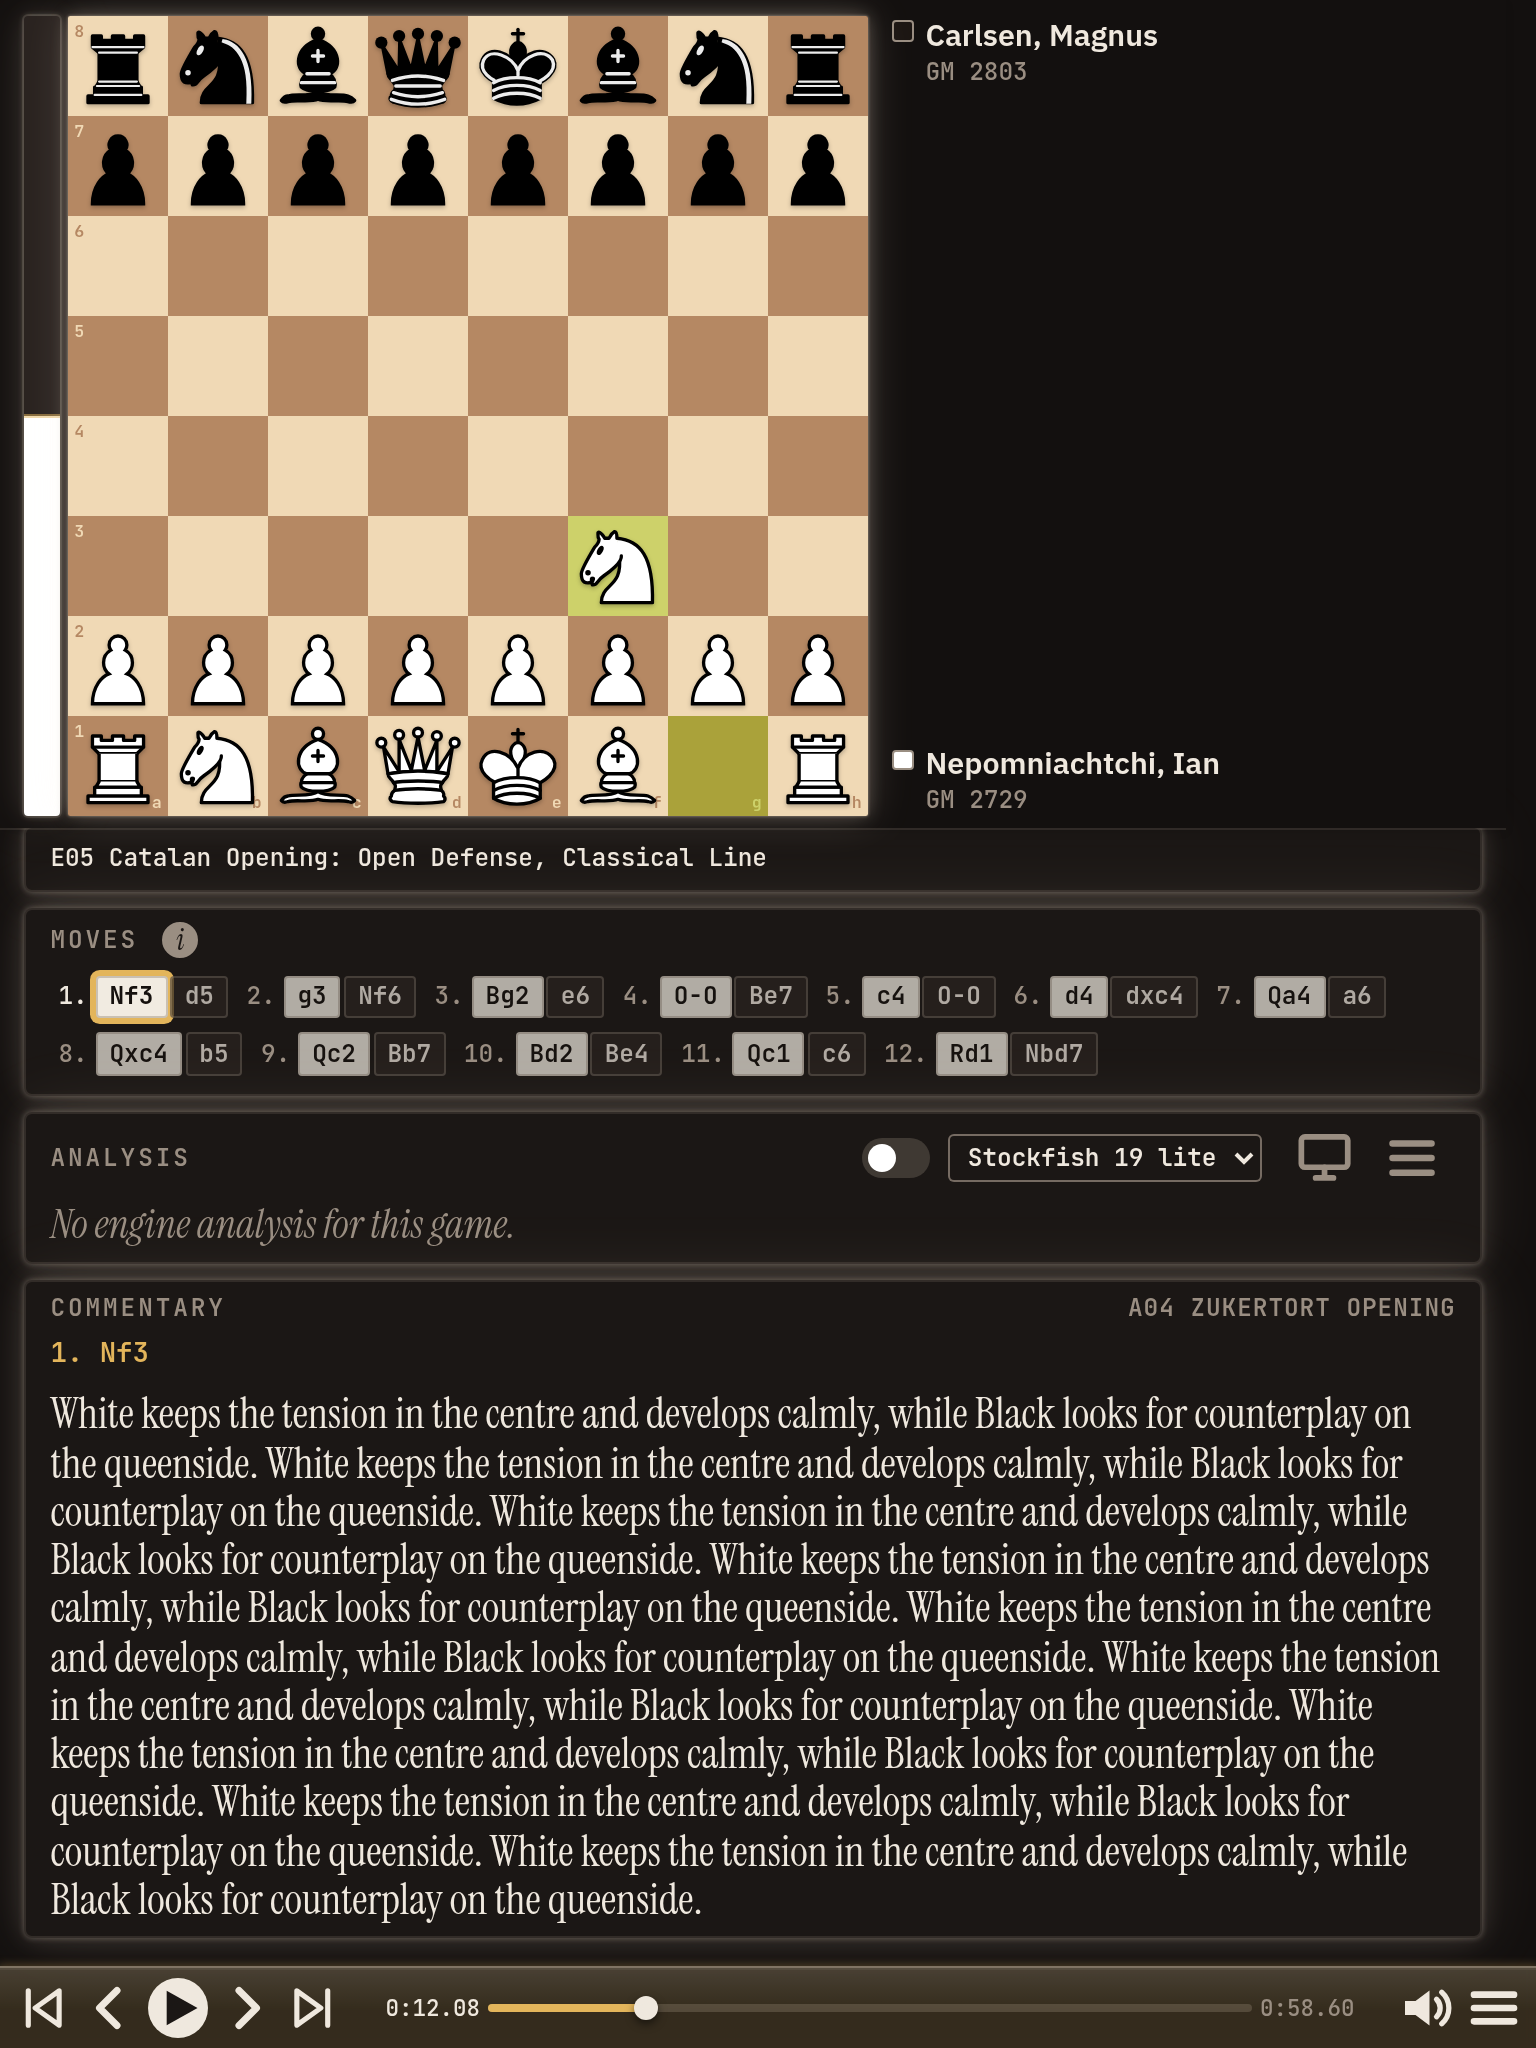 8
Carlsen, Magnus
GM 2803
7
6
5
4
3
2
1
a b c d e f g h
Nepomniachtchi, Ian
GM 2729
E05 Catalan Opening: Open Defense, Classical Line
MOVES i
1. Nf3 d5 2. g3 Nf6 3. Bg2 e6 4. O-O Be7 5. c4 O-O 6. d4 dxc4 7. Qa4 a6
8. Qxc4 b5 9. Qc2 Bb7 10. Bd2 Be4 11. Qc1 c6 12. Rd1 Nbd7
ANALYSIS Stockfish 19 lite
No engine analysis for this game.
COMMENTARY A04 ZUKERTORT OPENING
1. Nf3
White keeps the tension in the centre and develops calmly, while Black looks for counterplay on
the queenside. White keeps the tension in the centre and develops calmly, while Black looks for
counterplay on the queenside. White keeps the tension in the centre and develops calmly, while
Black looks for counterplay on the queenside. White keeps the tension in the centre and develops
calmly, while Black looks for counterplay on the queenside. White keeps the tension in the centre
and develops calmly, while Black looks for counterplay on the queenside. White keeps the tension
in the centre and develops calmly, while Black looks for counterplay on the queenside. White
keeps the tension in the centre and develops calmly, while Black looks for counterplay on the
queenside. White keeps the tension in the centre and develops calmly, while Black looks for
counterplay on the queenside. White keeps the tension in the centre and develops calmly, while
Black looks for counterplay on the queenside.
0:12.08 0:58.60